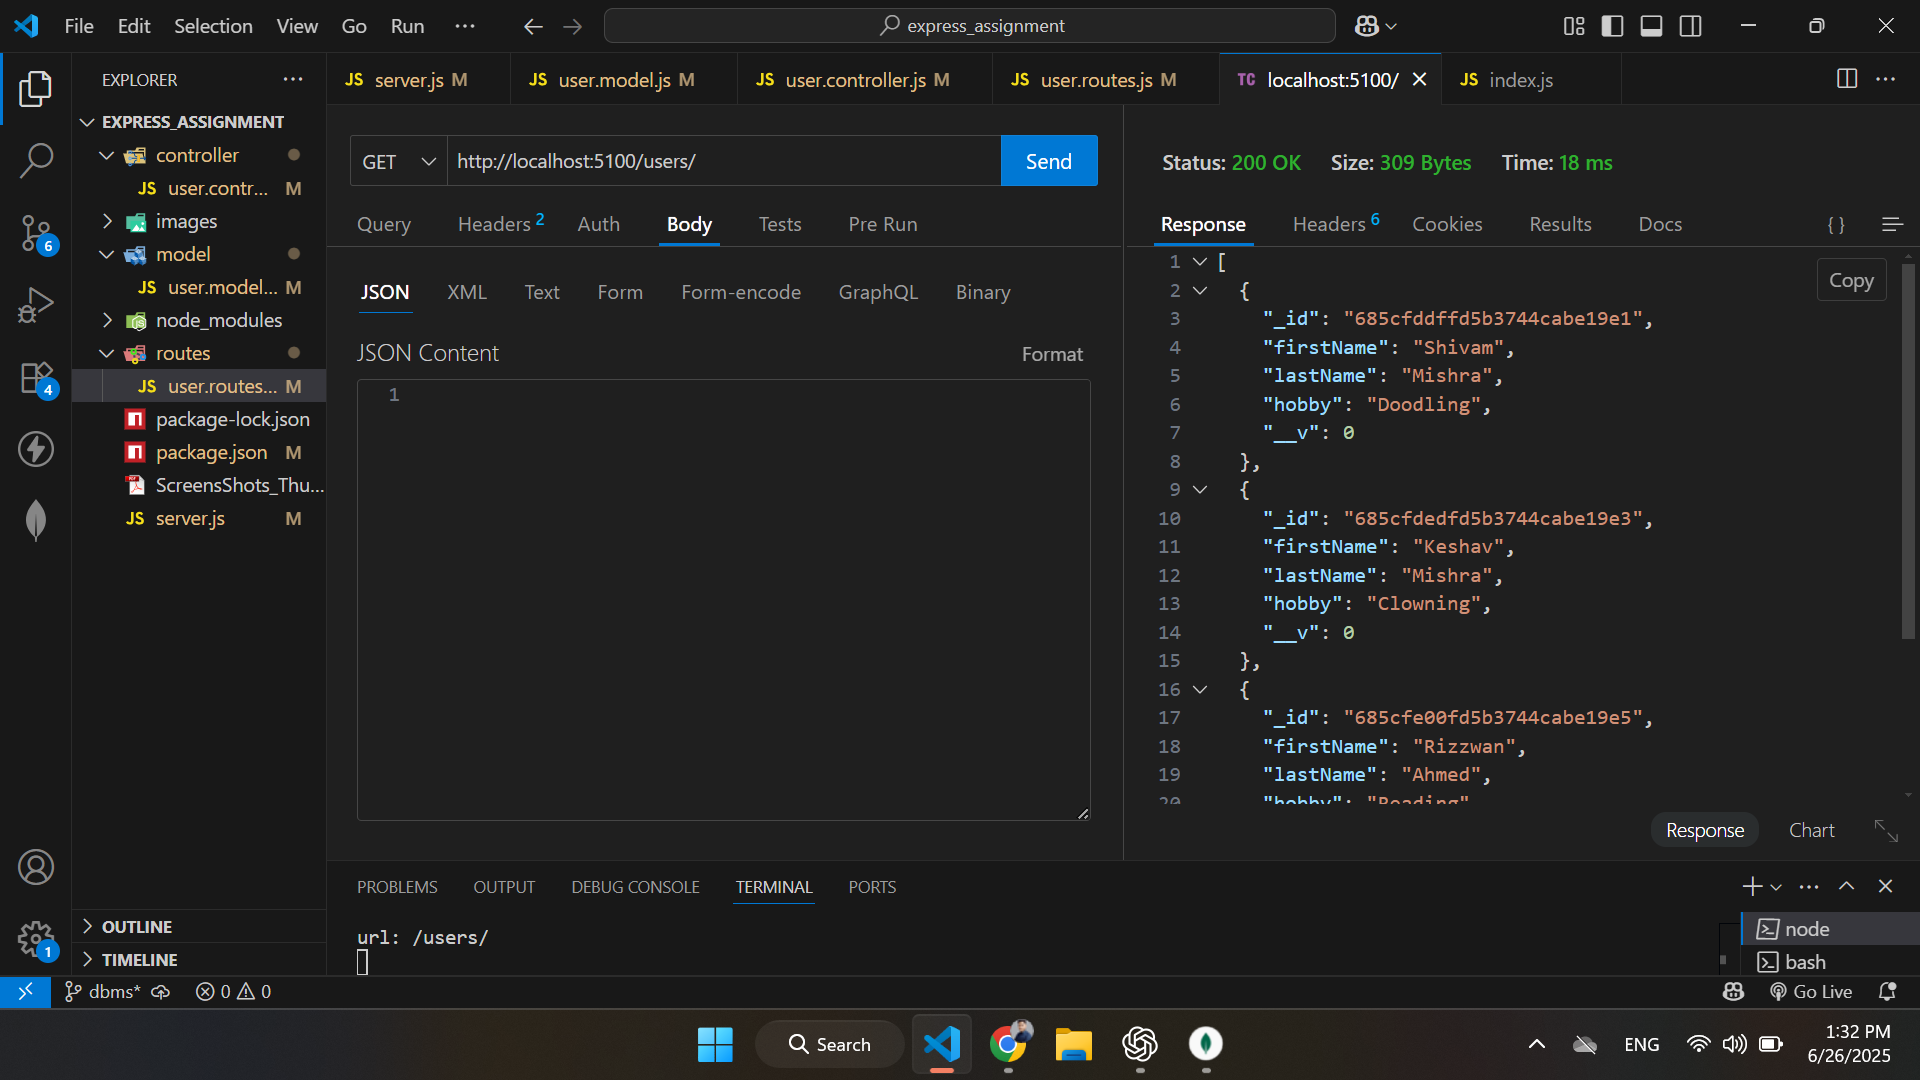 File Edit Selection View Go Run ··· express_assignment
EXPLORER ···
JS server.js M JS user.model.js M JS user.controller.js M JS user.routes.js M TC localhost:5100/ JS index.js ···
EXPRESS_ASSIGNMENT
controller
JS user.contr... M
images
model
JS user.model... M
node_modules
routes
JS user.routes... M
package-lock.json
package.json M
ScreensShots_Thu...
JS server.js M
OUTLINE
TIMELINE
6
4
1
GET http://localhost:5100/users/ Send
Query Headers 2 Auth Body Tests Pre Run
JSON XML Text Form Form-encode GraphQL Binary
JSON Content Format
1
Status: 200 OK Size: 309 Bytes Time: 18 ms
Response Headers 6 Cookies Results Docs { }
Copy
1 [
2 {
3 "_id": "685cfddffd5b3744cabe19e1",
4 "firstName": "Shivam",
5 "lastName": "Mishra",
6 "hobby": "Doodling",
7 "__v": 0
8 },
9 {
10 "_id": "685cfdedfd5b3744cabe19e3",
11 "firstName": "Keshav",
12 "lastName": "Mishra",
13 "hobby": "Clowning",
14 "__v": 0
15 },
16 {
17 "_id": "685cfe00fd5b3744cabe19e5",
18 "firstName": "Rizzwan",
19 "lastName": "Ahmed",
20 "hobby": "Reading"
Response Chart
PROBLEMS OUTPUT DEBUG CONSOLE TERMINAL PORTS ···
url: /users/
node
bash
dbms* 0 0 Go Live
Search ENG 1:32 PM
6/26/2025